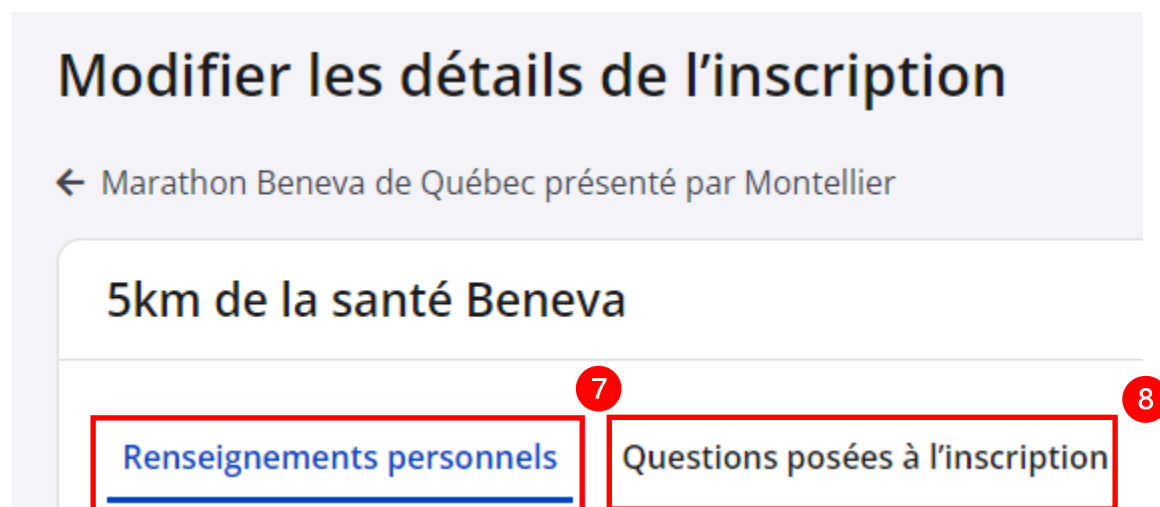 Modifier les détails de l’inscription
← Marathon Beneva de Québec présenté par Montellier
5km de la santé Beneva
7
8
Renseignements personnels
Questions posées à l’inscription